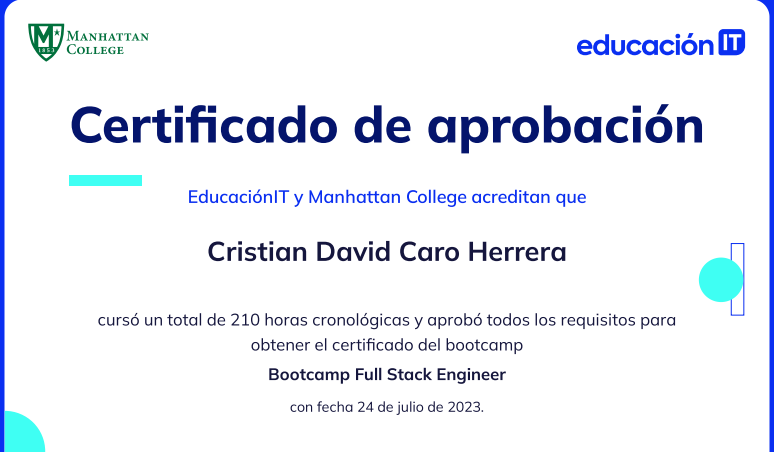 MANHATTAN
COLLEGE
M
1853
educación IT
Certificado de aprobación
EducaciónIT y Manhattan College acreditan que
Cristian David Caro Herrera
cursó un total de 210 horas cronológicas y aprobó todos los requisitos para
obtener el certificado del bootcamp
Bootcamp Full Stack Engineer
con fecha 24 de julio de 2023.